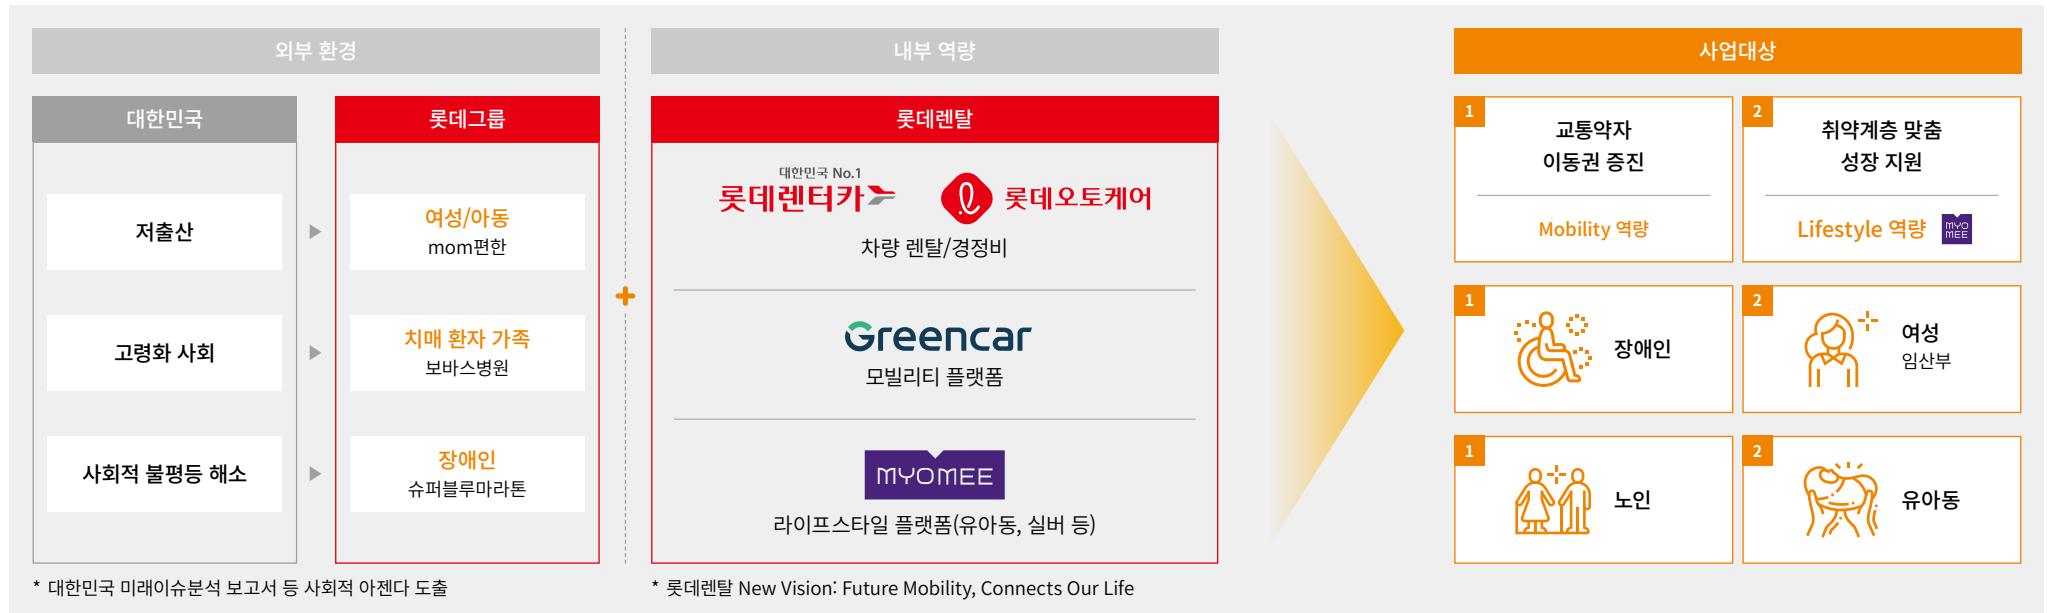 외부 환경
대한민국
저출산
고령화 사회
사회적 불평등 해소
롯데그룹
여성/아동
mom편한
치매 환자 가족
보바스병원
장애인
슈퍼블루마라톤
* 대한민국 미래이슈분석 보고서 등 사회적 아젠다 도출
내부 역량
롯데렌탈
대한민국 No.1
롯데렌터카
롯데오토케어
차량 렌탈/경정비
Greencar
모빌리티 플랫폼
MYOMEE
라이프스타일 플랫폼(유아동, 실버 등)
* 롯데렌탈 New Vision: Future Mobility, Connects Our Life
사업대상
1
교통약자
이동권 증진
Mobility 역량
2
취약계층 맞춤
성장 지원
Lifestyle 역량
MYO
MEE
1
장애인
2
여성
임산부
1
노인
2
유아동